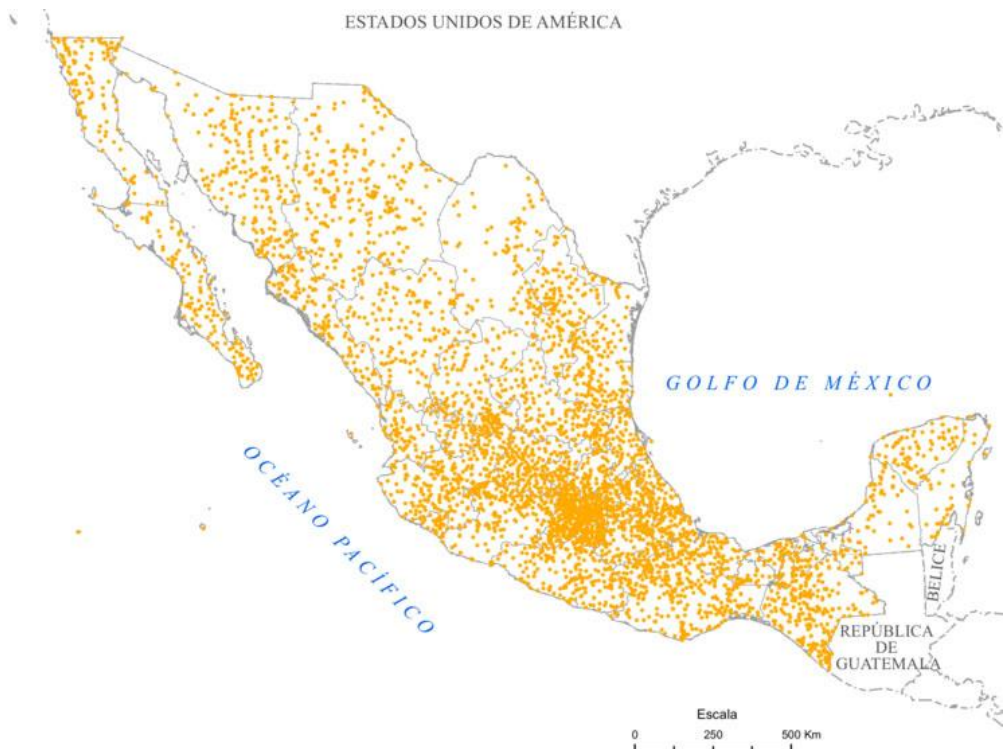 ESTADOS UNIDOS DE AMÉRICA
GOLFO DE MÉXICO
OCÉANO PACÍFICO
BELICE
REPÚBLICA
DE
GUATEMALA
Escala
0 250 500 Km